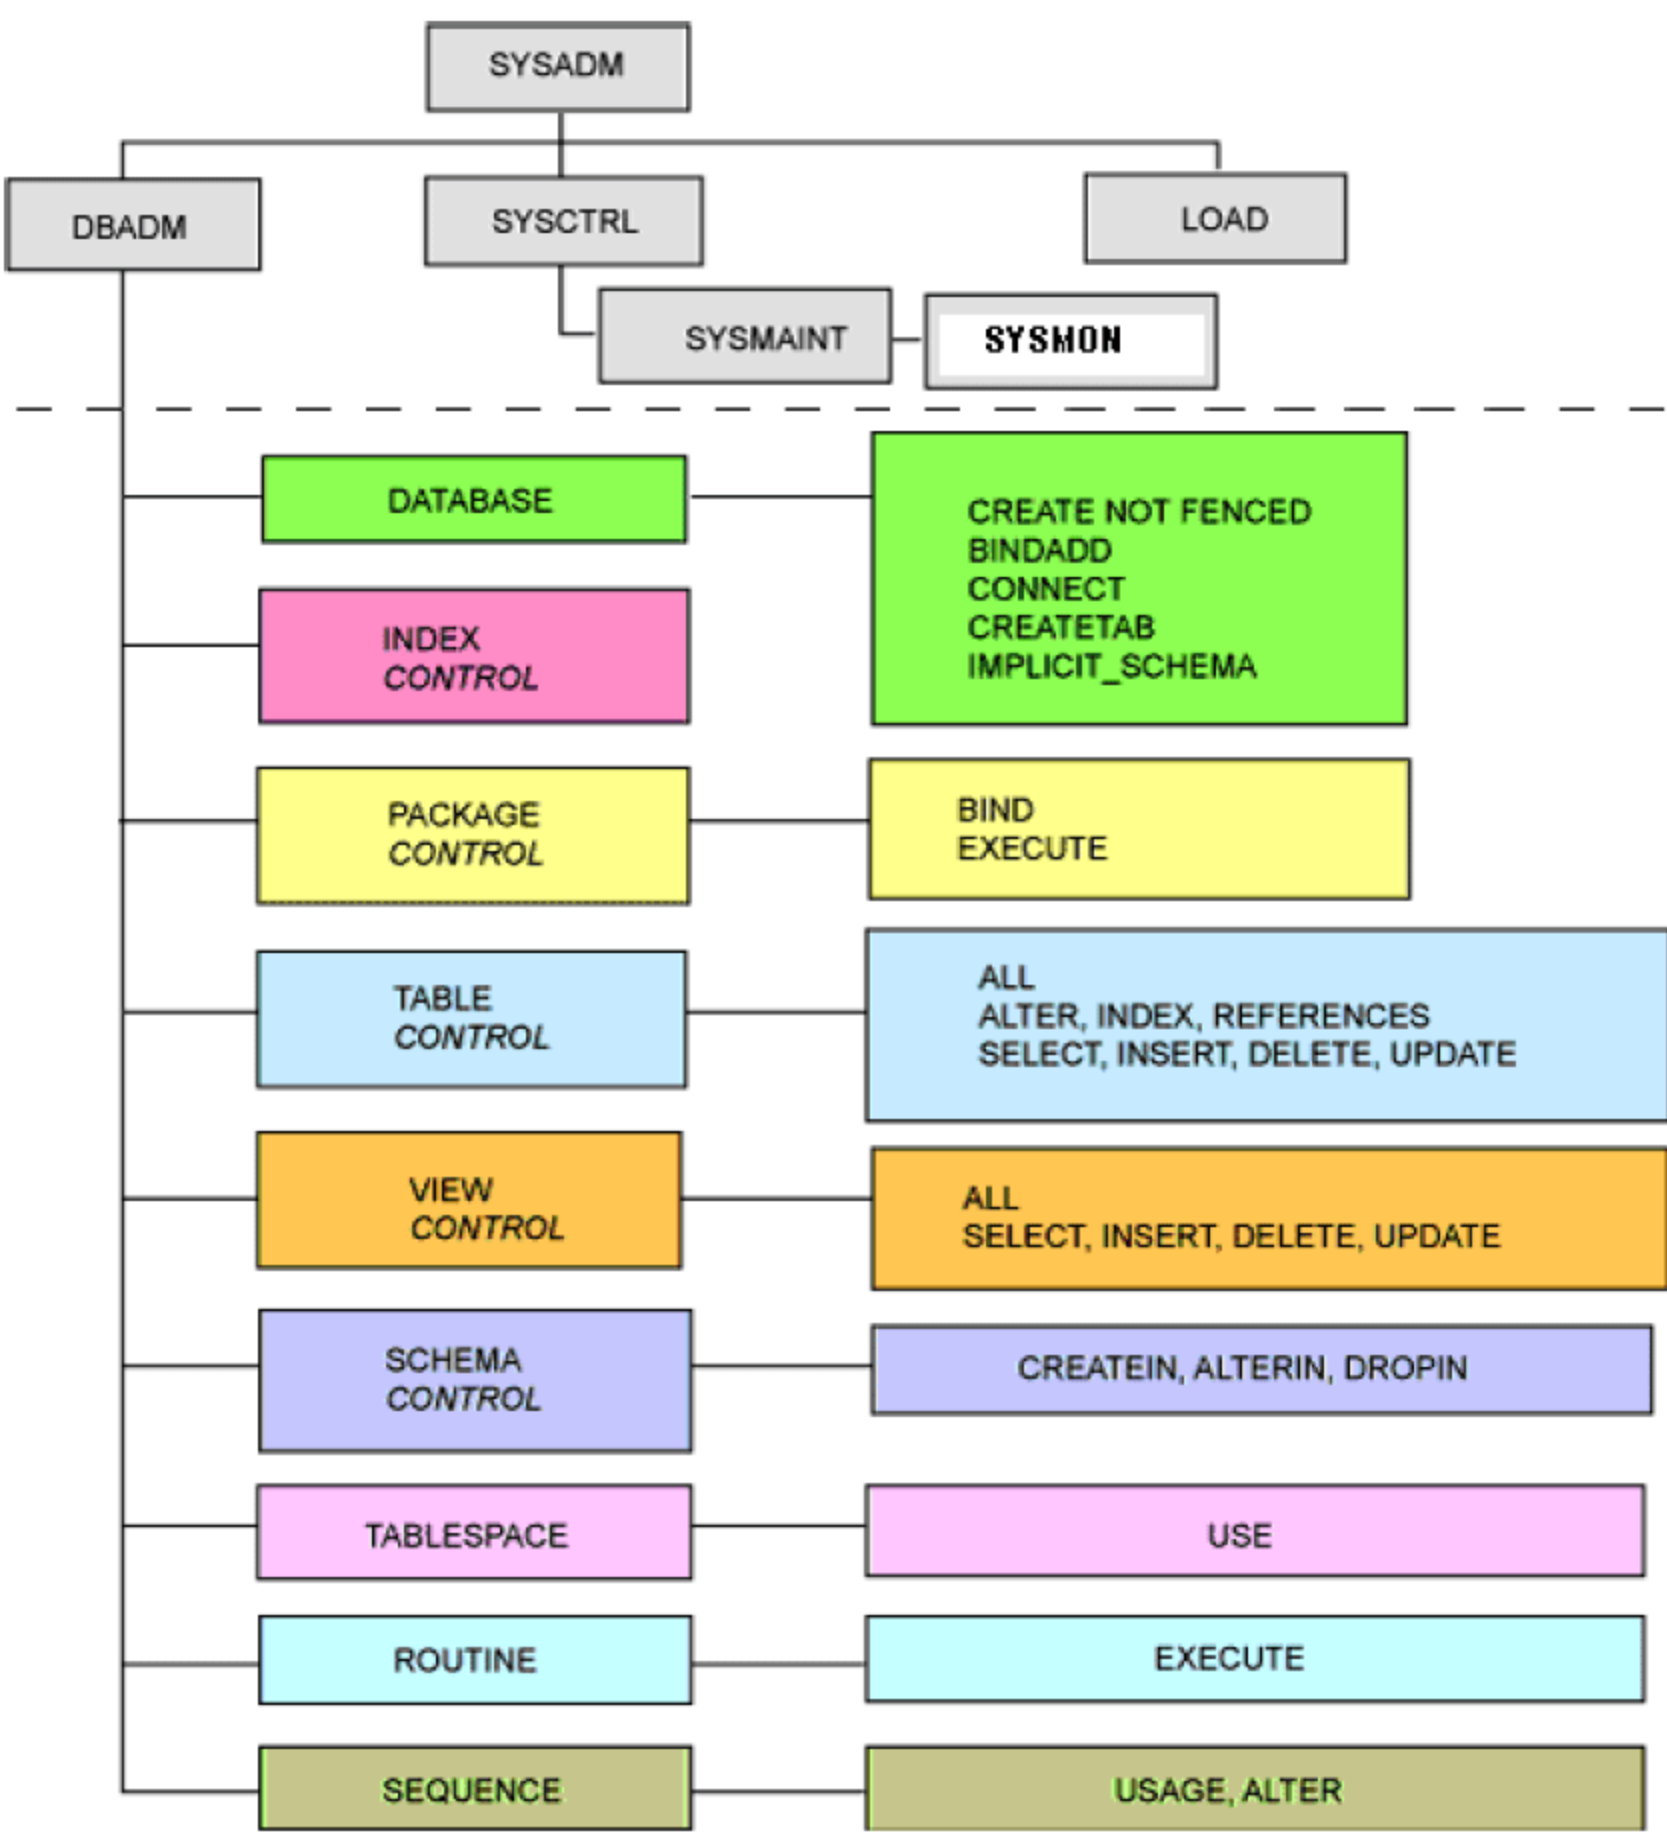 SYSADM
DBADM
SYSCTRL
LOAD
SYSMAINT
SYSMON
DATABASE
CREATE NOT FENCED
BINDADD
CONNECT
CREATETAB
IMPLICIT_SCHEMA
INDEX
CONTROL
PACKAGE
CONTROL
BIND
EXECUTE
TABLE
CONTROL
ALL
ALTER, INDEX, REFERENCES
SELECT, INSERT, DELETE, UPDATE
VIEW
CONTROL
ALL
SELECT, INSERT, DELETE, UPDATE
SCHEMA
CONTROL
CREATEIN, ALTERIN, DROPIN
TABLESPACE
USE
ROUTINE
EXECUTE
SEQUENCE
USAGE, ALTER